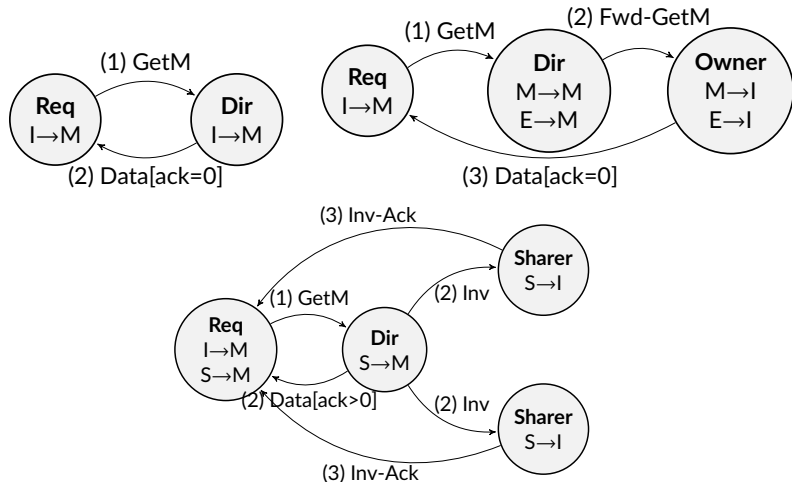 (1) GetM
Req
I→M
Dir
I→M
(2) Data[ack=0]
(1) GetM
(2) Fwd-GetM
Req
I→M
Dir
M→M
E→M
Owner
M→I
E→I
(3) Data[ack=0]
(3) Inv-Ack
Sharer
S→I
(1) GetM
(2) Inv
Req
I→M
S→M
Dir
S→M
(2) Data[ack>0]
(2) Inv
Sharer
S→I
(3) Inv-Ack